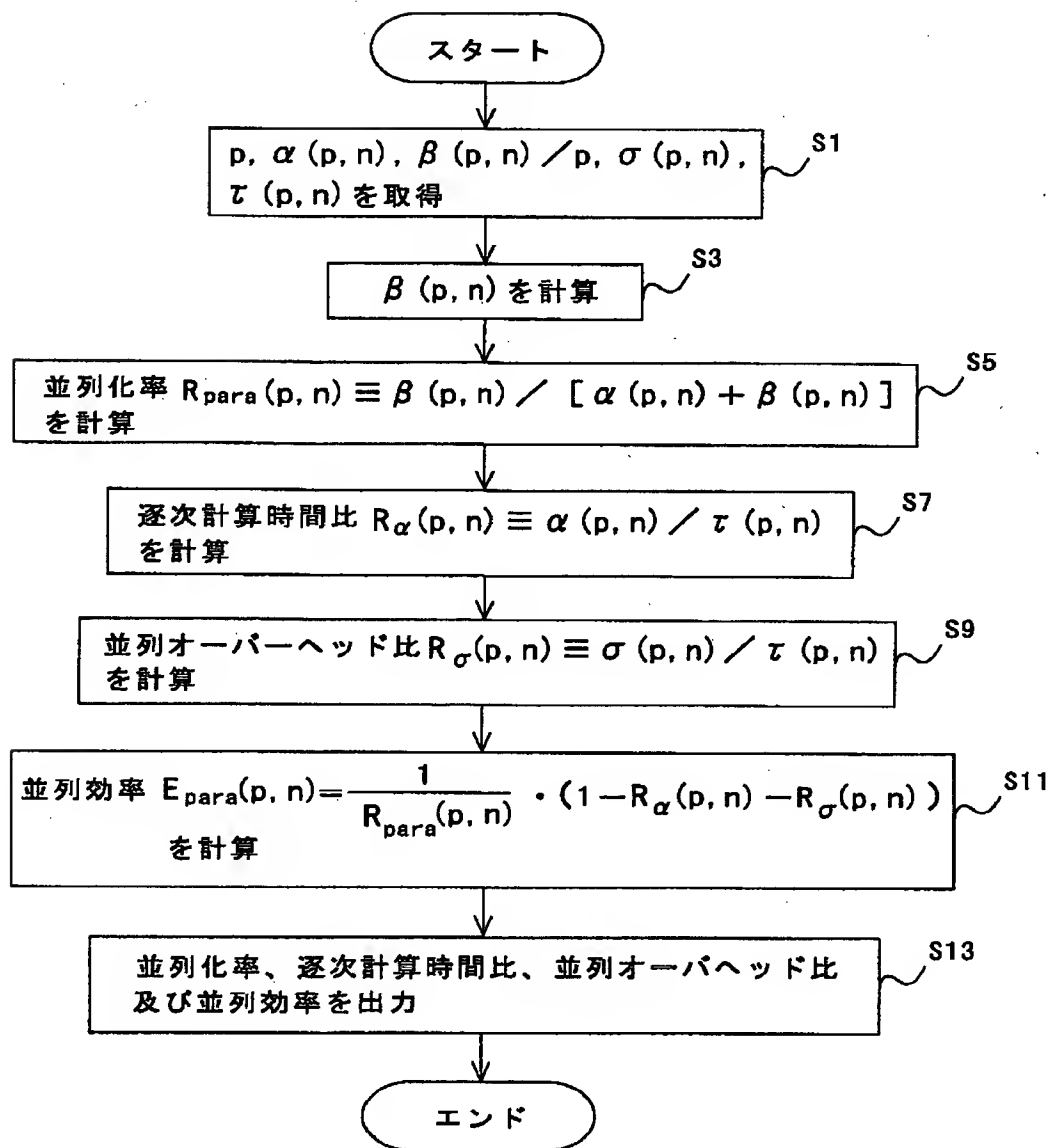 スタート
p, α (p, n), β (p, n) ／p, σ (p, n),
τ (p, n) を取得
S1
β (p, n) を計算
S3
並列化率 Rpara (p, n) ≡ β (p, n) ／ [ α (p, n) + β (p, n) ]
を計算
S5
逐次計算時間比 Rα (p, n) ≡ α (p, n) ／ τ (p, n)
を計算
S7
並列オーバーヘッド比 Rσ (p, n) ≡ σ (p, n) ／ τ (p, n)
を計算
S9
並列効率 Epara (p, n) = 1 / Rpara (p, n) ・ (1 − Rα (p, n) − Rσ (p, n) )
を計算
S11
並列化率、逐次計算時間比、並列オーバヘッド比
及び並列効率を出力
S13
エンド